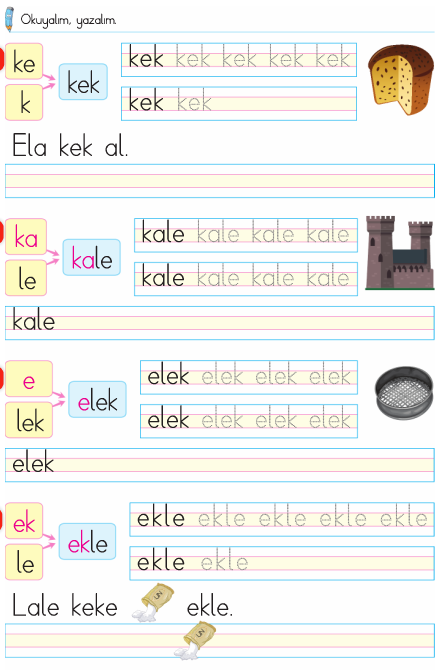 Okuyalım, yazalım.
ke
k
kek
kek kek kek kek kek
kek kek
Ela kek al.
ka
le
kale
kale kale kale kale
kale kale kale kale
kale
e
lek
elek
elek elek elek elek
elek elek elek elek
elek
ek
le
ekle
ekle ekle ekle ekle ekle
ekle ekle
Lale keke UN ekle.
UN